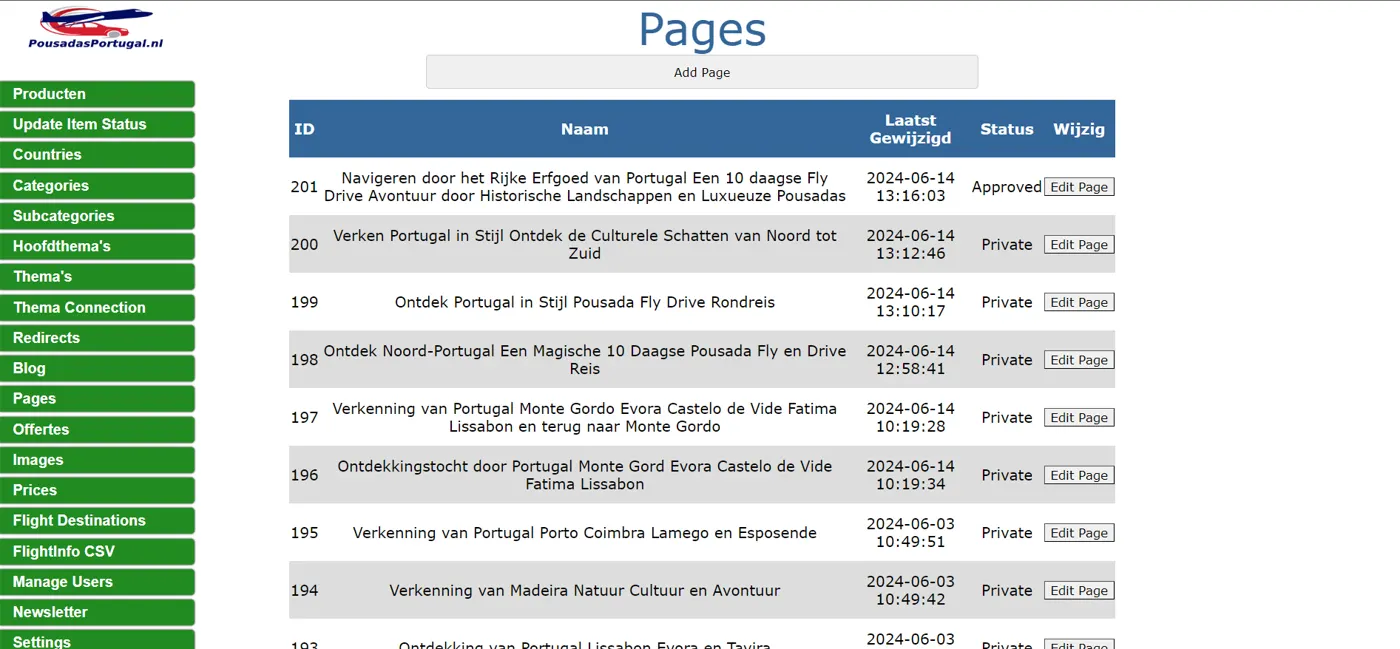 PousadasPortugal.nl
Producten
Update Item Status
Countries
Categories
Subcategories
Hoofdthema's
Thema's
Thema Connection
Redirects
Blog
Pages
Offertes
Images
Prices
Flight Destinations
FlightInfo CSV
Manage Users
Newsletter
Settings
Pages
Add Page
ID Naam Laatst Gewijzigd Status Wijzig
201 Navigeren door het Rijke Erfgoed van Portugal Een 10 daagse Fly
Drive Avontuur door Historische Landschappen en Luxueuze Pousadas 2024-06-14
13:16:03 Approved Edit Page
200 Verken Portugal in Stijl Ontdek de Culturele Schatten van Noord tot
Zuid 2024-06-14
13:12:46 Private Edit Page
199 Ontdek Portugal in Stijl Pousada Fly Drive Rondreis 2024-06-14
13:10:17 Private Edit Page
198 Ontdek Noord-Portugal Een Magische 10 Daagse Pousada Fly en Drive
Reis 2024-06-14
12:58:41 Private Edit Page
197 Verkenning van Portugal Monte Gordo Evora Castelo de Vide Fatima
Lissabon en terug naar Monte Gordo 2024-06-14
10:19:28 Private Edit Page
196 Ontdekkingstocht door Portugal Monte Gord Evora Castelo de Vide
Fatima Lissabon 2024-06-14
10:19:34 Private Edit Page
195 Verkenning van Portugal Porto Coimbra Lamego en Esposende 2024-06-03
10:49:51 Private Edit Page
194 Verkenning van Madeira Natuur Cultuur en Avontuur 2024-06-03
10:49:42 Private Edit Page
193 Ontdekking van Portugal Lissabon Evora en Tavira 2024-06-03
Private Edit Page